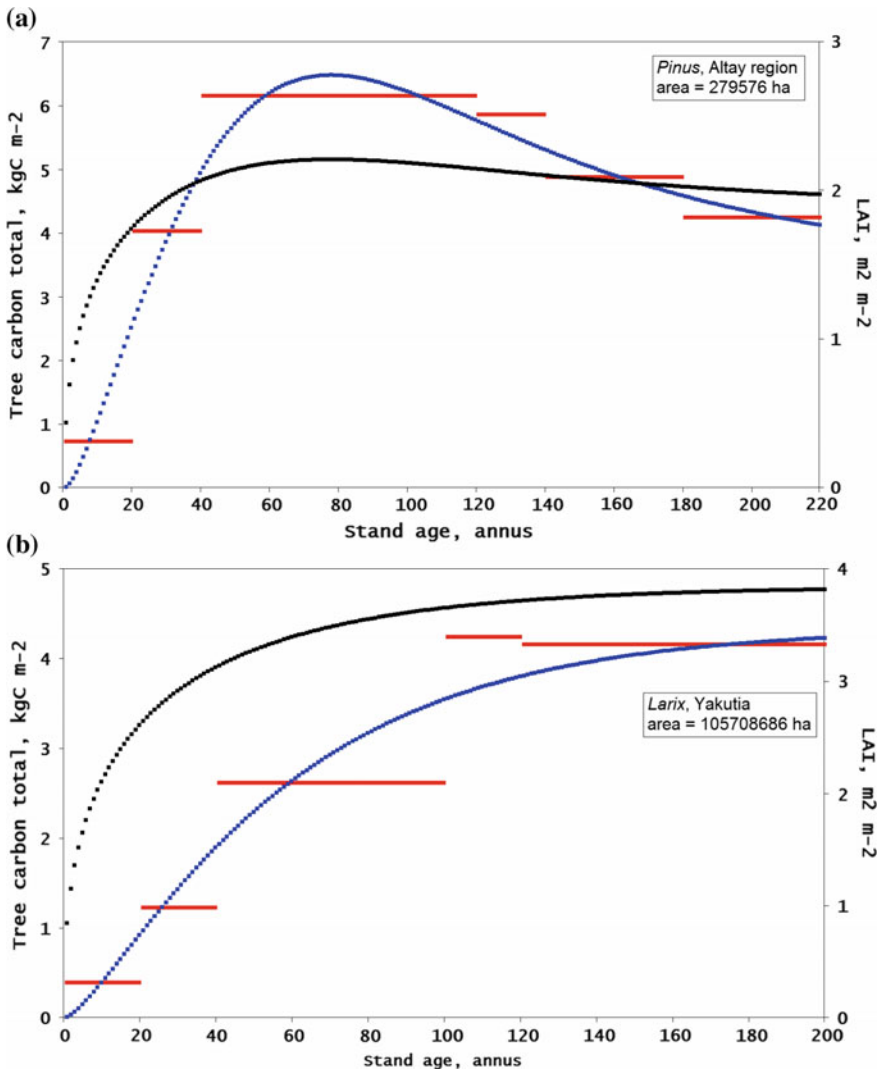 (a)
7
6
5
4
3
2
1
0
Tree carbon total, kgC m-2
Pinus, Altay region
area = 279576 ha
3
2
1
0
LAI, m2 m-2
0 20 40 60 80 100 120 140 160 180 200 220
Stand age, annus
(b)
5
4
3
2
1
0
Tree carbon total, kgC m-2
Larix, Yakutia
area = 105708686 ha
4
3
2
1
0
LAI, m2 m-2
0 20 40 60 80 100 120 140 160 180 200
Stand age, annus